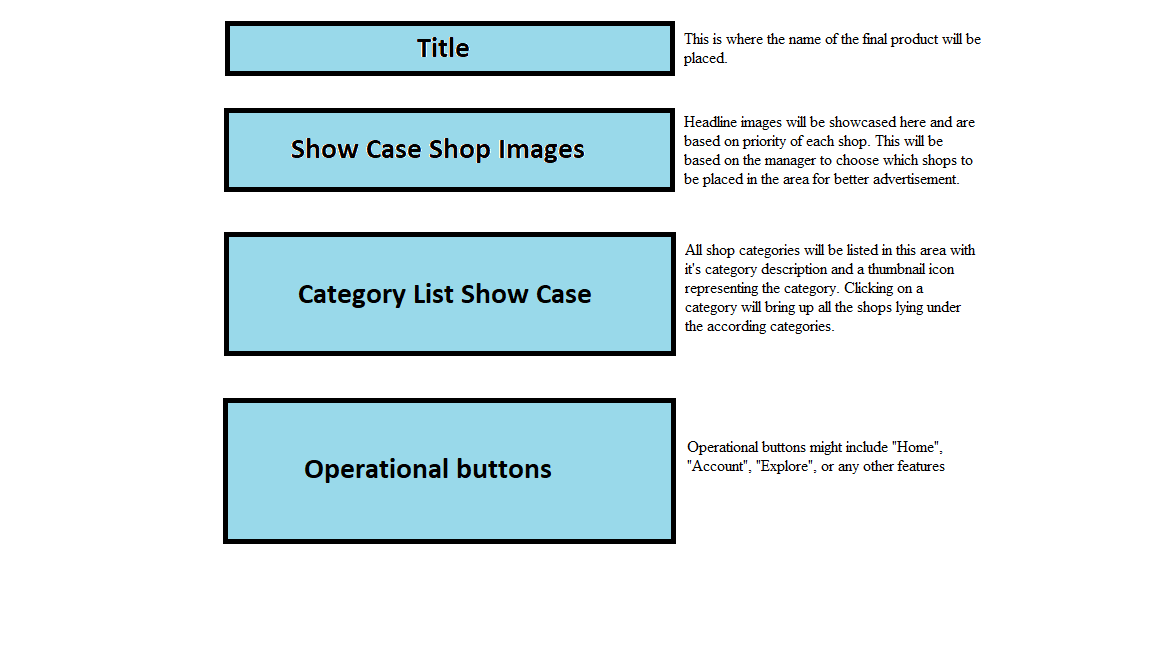 Title
This is where the name of the final product will be
placed.
Show Case Shop Images
Headline images will be showcased here and are
based on priority of each shop. This will be
based on the manager to choose which shops to
be placed in the area for better advertisement.
Category List Show Case
All shop categories will be listed in this area with
it's category description and a thumbnail icon
representing the category. Clicking on a
category will bring up all the shops lying under
the according categories.
Operational buttons
Operational buttons might include "Home",
"Account", "Explore", or any other features